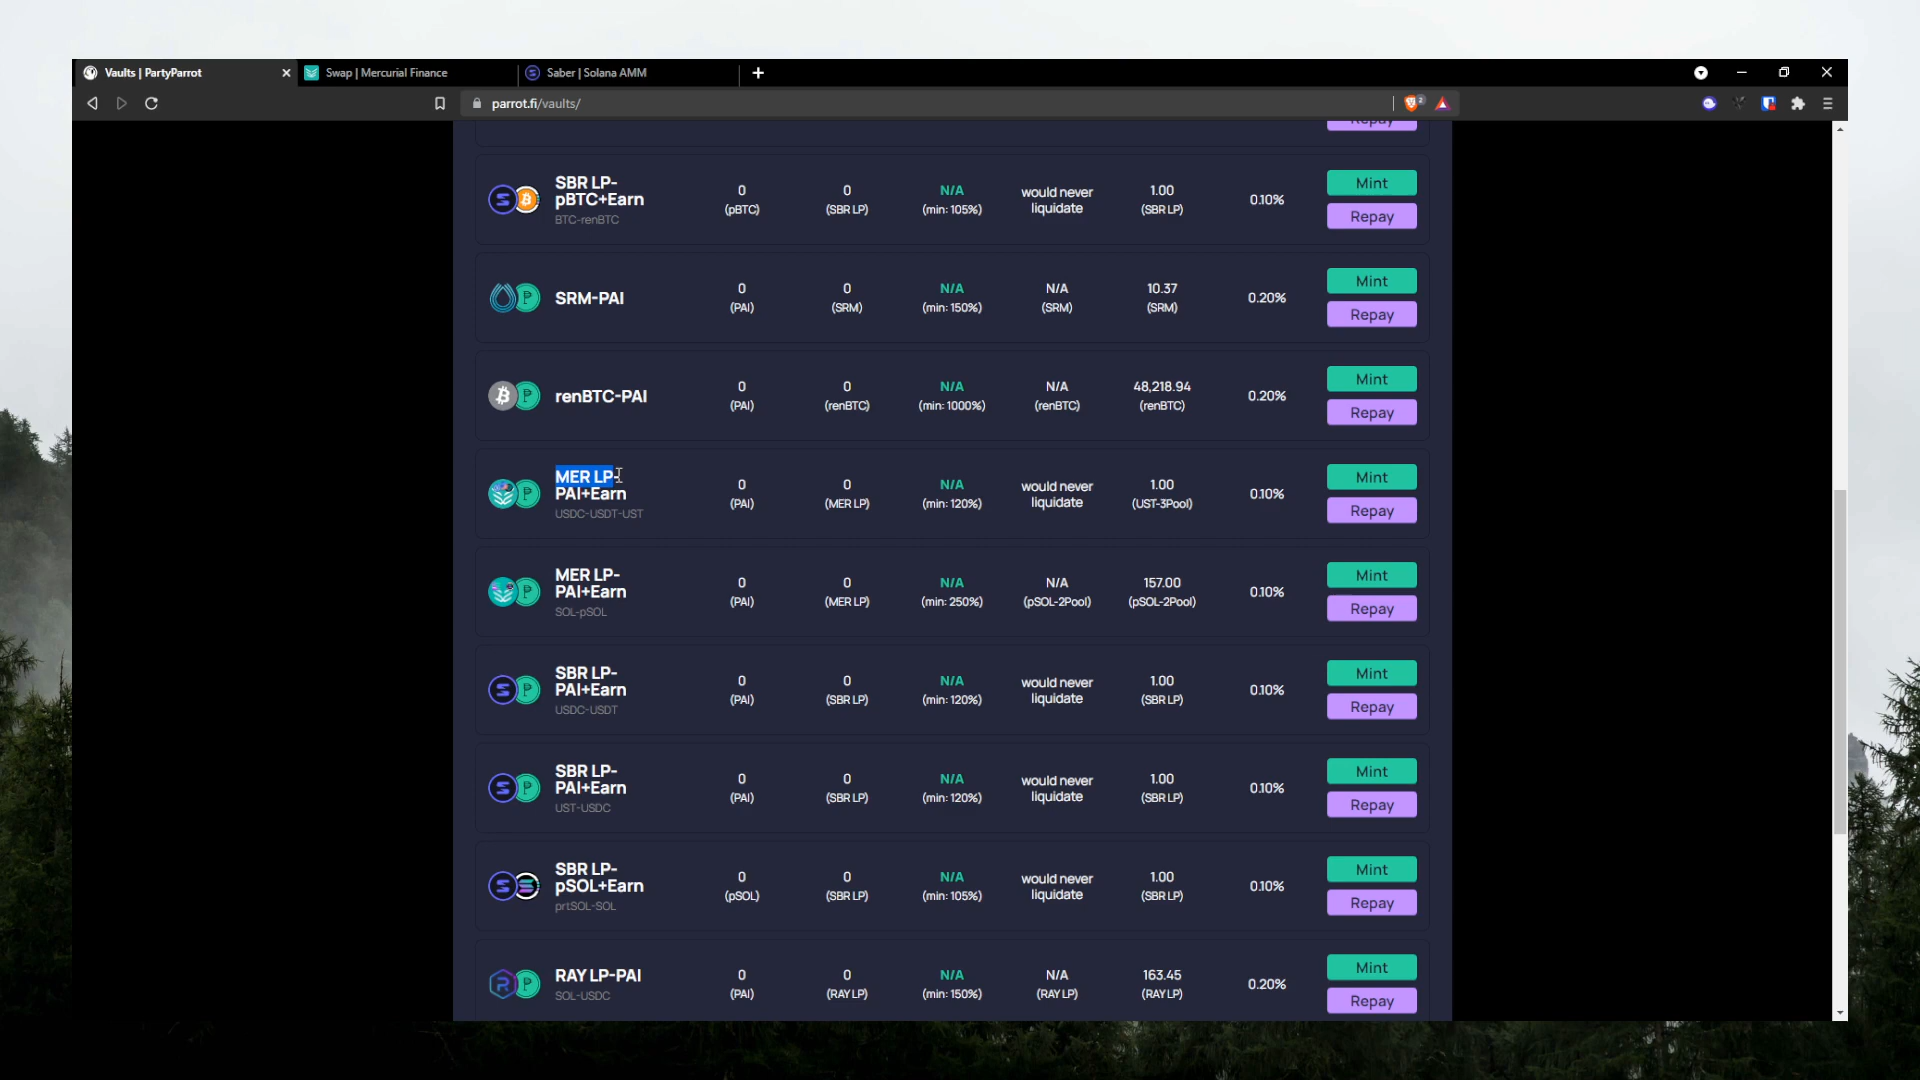 Vaults | PartyParrot
Swap | Mercurial Finance
Saber | Solana AMM
parrot.fi/vaults/
2
Repay
SBR LP-
pBTC+Earn
BTC-renBTC
0
(pBTC)
0
(SBR LP)
N/A
(min: 105%)
would never
liquidate
1.00
(SBR LP)
0.10%
Mint
Repay
SRM-PAI
0
(PAI)
0
(SRM)
N/A
(min: 150%)
N/A
(SRM)
10.37
(SRM)
0.20%
Mint
Repay
renBTC-PAI
0
(PAI)
0
(renBTC)
N/A
(min: 1000%)
N/A
(renBTC)
48,218.94
(renBTC)
0.20%
Mint
Repay
MER LP-
PAI+Earn
USDC-USDT-UST
0
(PAI)
0
(MER LP)
N/A
(min: 120%)
would never
liquidate
1.00
(UST-3Pool)
0.10%
Mint
Repay
MER LP-
PAI+Earn
SOL-pSOL
0
(PAI)
0
(MER LP)
N/A
(min: 250%)
N/A
(pSOL-2Pool)
157.00
(pSOL-2Pool)
0.10%
Mint
Repay
SBR LP-
PAI+Earn
USDC-USDT
0
(PAI)
0
(SBR LP)
N/A
(min: 120%)
would never
liquidate
1.00
(SBR LP)
0.10%
Mint
Repay
SBR LP-
PAI+Earn
UST-USDC
0
(PAI)
0
(SBR LP)
N/A
(min: 120%)
would never
liquidate
1.00
(SBR LP)
0.10%
Mint
Repay
SBR LP-
pSOL+Earn
prtSOL-SOL
0
(pSOL)
0
(SBR LP)
N/A
(min: 105%)
would never
liquidate
1.00
(SBR LP)
0.10%
Mint
Repay
RAY LP-PAI
SOL-USDC
0
(PAI)
0
(RAY LP)
N/A
(min: 150%)
N/A
(RAY LP)
163.45
(RAY LP)
0.20%
Mint
Repay